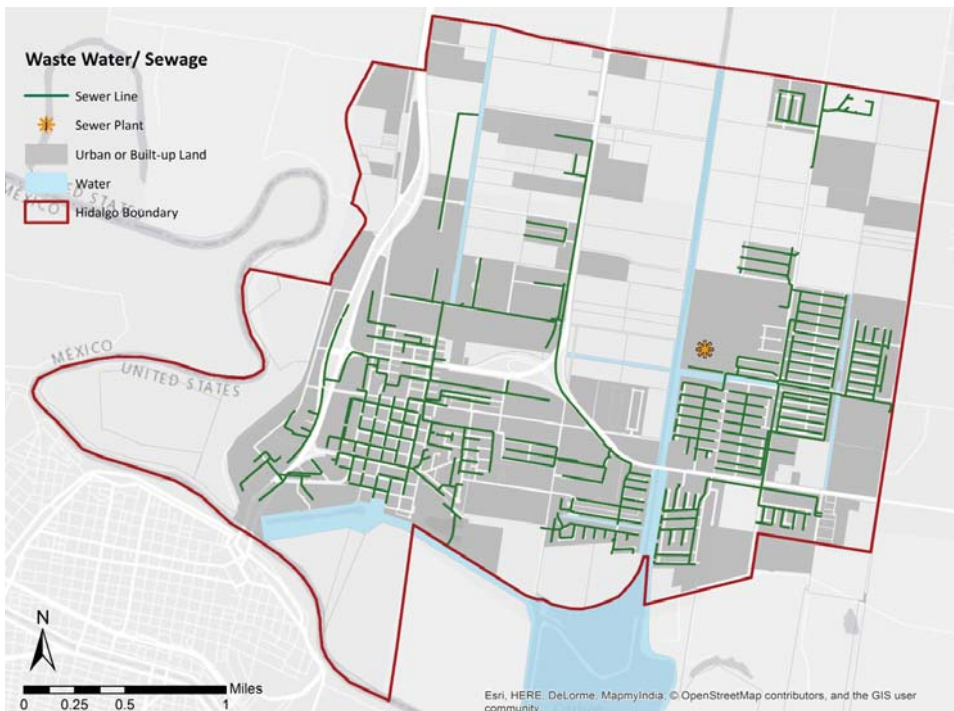 Waste Water/ Sewage
Sewer Line
Sewer Plant
Urban or Built-up Land
Water
Hidalgo Boundary
MÉXICO
UNITED STATES
N
Miles
0 0.25 0.5 1
Esri, HERE, DeLorme, MapmyIndia, © OpenStreetMap contributors, and the GIS user
community